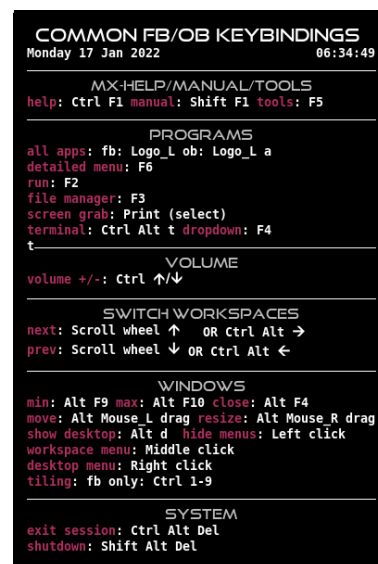 COMMON FB/OB KEYBINDINGS
Monday 17 Jan 2022 06:34:49
MX-HELP/MANUAL/TOOLS
help: Ctrl F1 manual: Shift F1 tools: F5
PROGRAMS
all apps: fb: Logo_L ob: Logo_L a
detailed menu: F6
run: F2
file manager: F3
screen grab: Print (select)
terminal: Ctrl Alt t dropdown: F4
t
VOLUME
volume +/-: Ctrl ↑/↓
SWITCH WORKSPACES
next: Scroll wheel ↑ OR Ctrl Alt →
prev: Scroll wheel ↓ OR Ctrl Alt ←
WINDOWS
min: Alt F9 max: Alt F10 close: Alt F4
move: Alt Mouse_L drag resize: Alt Mouse_R drag
show desktop: Alt d hide menus: Left click
workspace menu: Middle click
desktop menu: Right click
tiling: fb only: Ctrl 1-9
SYSTEM
exit session: Ctrl Alt Del
shutdown: Shift Alt Del